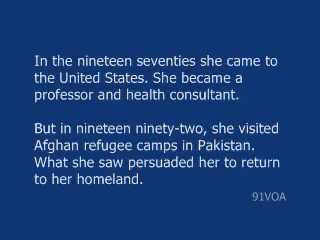 In the nineteen seventies she came to
the United States. She became a
professor and health consultant.
But in nineteen ninety-two, she visited
Afghan refugee camps in Pakistan.
What she saw persuaded her to return
to her homeland.
91VOA